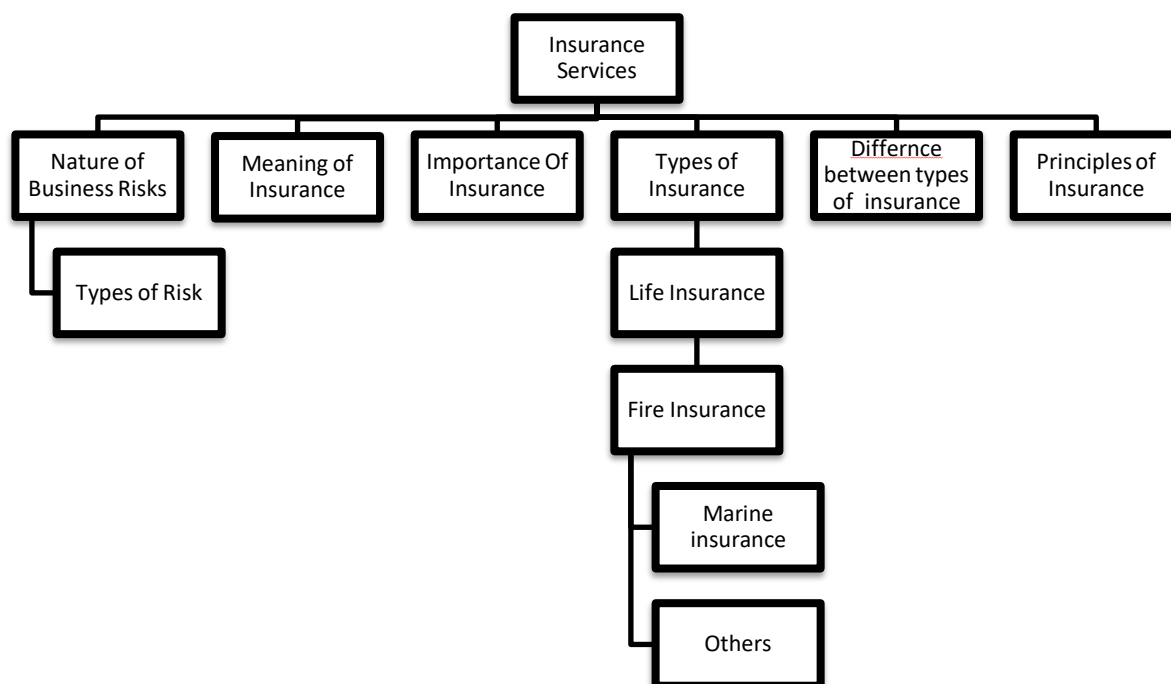 Insurance
Services
Nature of
Business Risks
Meaning of
Insurance
Importance Of
Insurance
Types of
Insurance
Differnce
between types
of insurance
Principles of
Insurance
Types of Risk
Life Insurance
Fire Insurance
Marine
insurance
Others